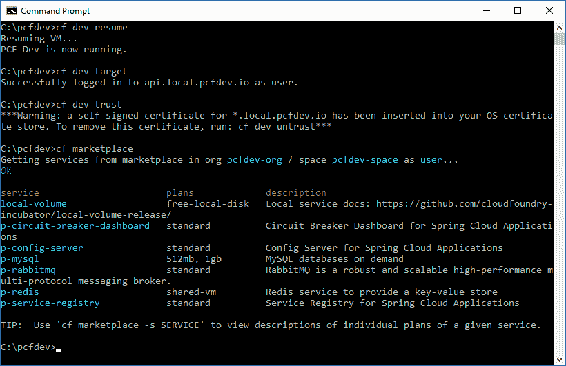 Command Prompt
C:\pcfdev>cf dev resume
Resuming VM...
PCF Dev is now running.
C:\pcfdev>cf dev target
Successfully logged in to api.local.pcfdev.io as user.
C:\pcfdev>cf dev trust
***Warning: a self-signed certificate for *.local.pcfdev.io has been inserted into your OS certifica
te store. To remove this certificate, run: cf dev untrust***
C:\pcfdev>cf marketplace
Getting services from marketplace in org pcfdev-org / space pcfdev-space as user...
OK
service plans description
local-volume free-local-disk Local service docs: https://github.com/cloudfoundry-
incubator/local-volume-release/
p-circuit-breaker-dashboard standard Circuit Breaker Dashboard for Spring Cloud Applicati
ons
p-config-server standard Config Server for Spring Cloud Applications
p-mysql 512mb, 1gb MySQL databases on demand
p-rabbitmq standard RabbitMQ is a robust and scalable high-performance m
ulti-protocol messaging broker.
p-redis shared-vm Redis service to provide a key-value store
p-service-registry standard Service Registry for Spring Cloud Applications
TIP: Use 'cf marketplace -s SERVICE' to view descriptions of individual plans of a given service.
C:\pcfdev>